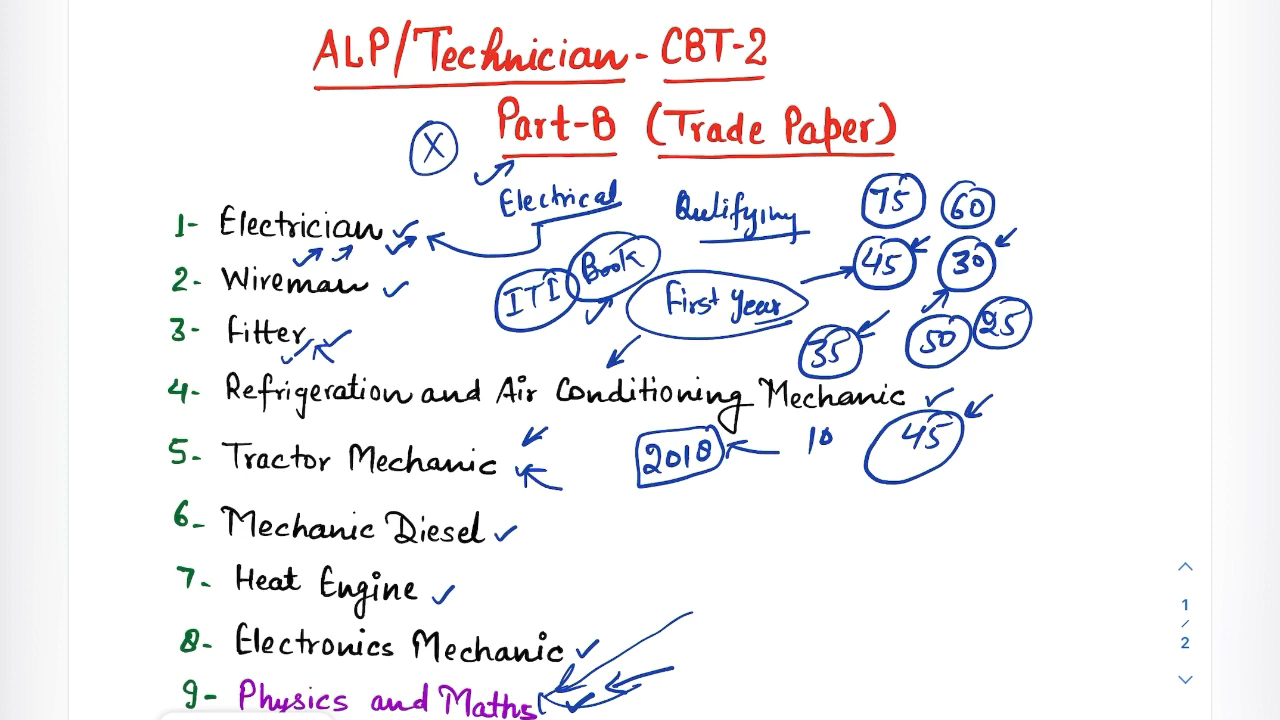 ALP/Technician - CBT-2
Part-B (Trade Paper)
X
Electrical
Qulifying
75 60
1- Electrician
45 30
2- Wireman
ITI Book
First Year
3- Fitter
35 50 25
4- Refrigeration and Air Conditioning Mechanic
2018 10 45
5- Tractor Mechanic
6- Mechanic Diesel
7- Heat Engine
8- Electronics Mechanic
9- Physics and Maths
1
/
2